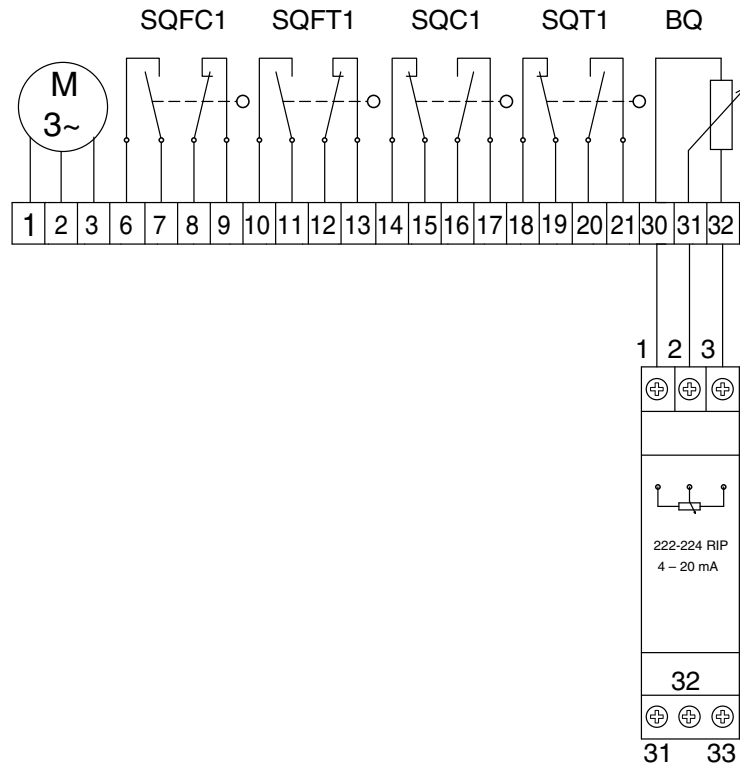 SQFC1 SQFT1 SQC1 SQT1 BQ
M
3~
1 2 3 6 7 8 9 10 11 12 13 14 15 16 17 18 19 20 21 30 31 32
1 2 3
222-224 RIP
4 – 20 mA
32
31 33